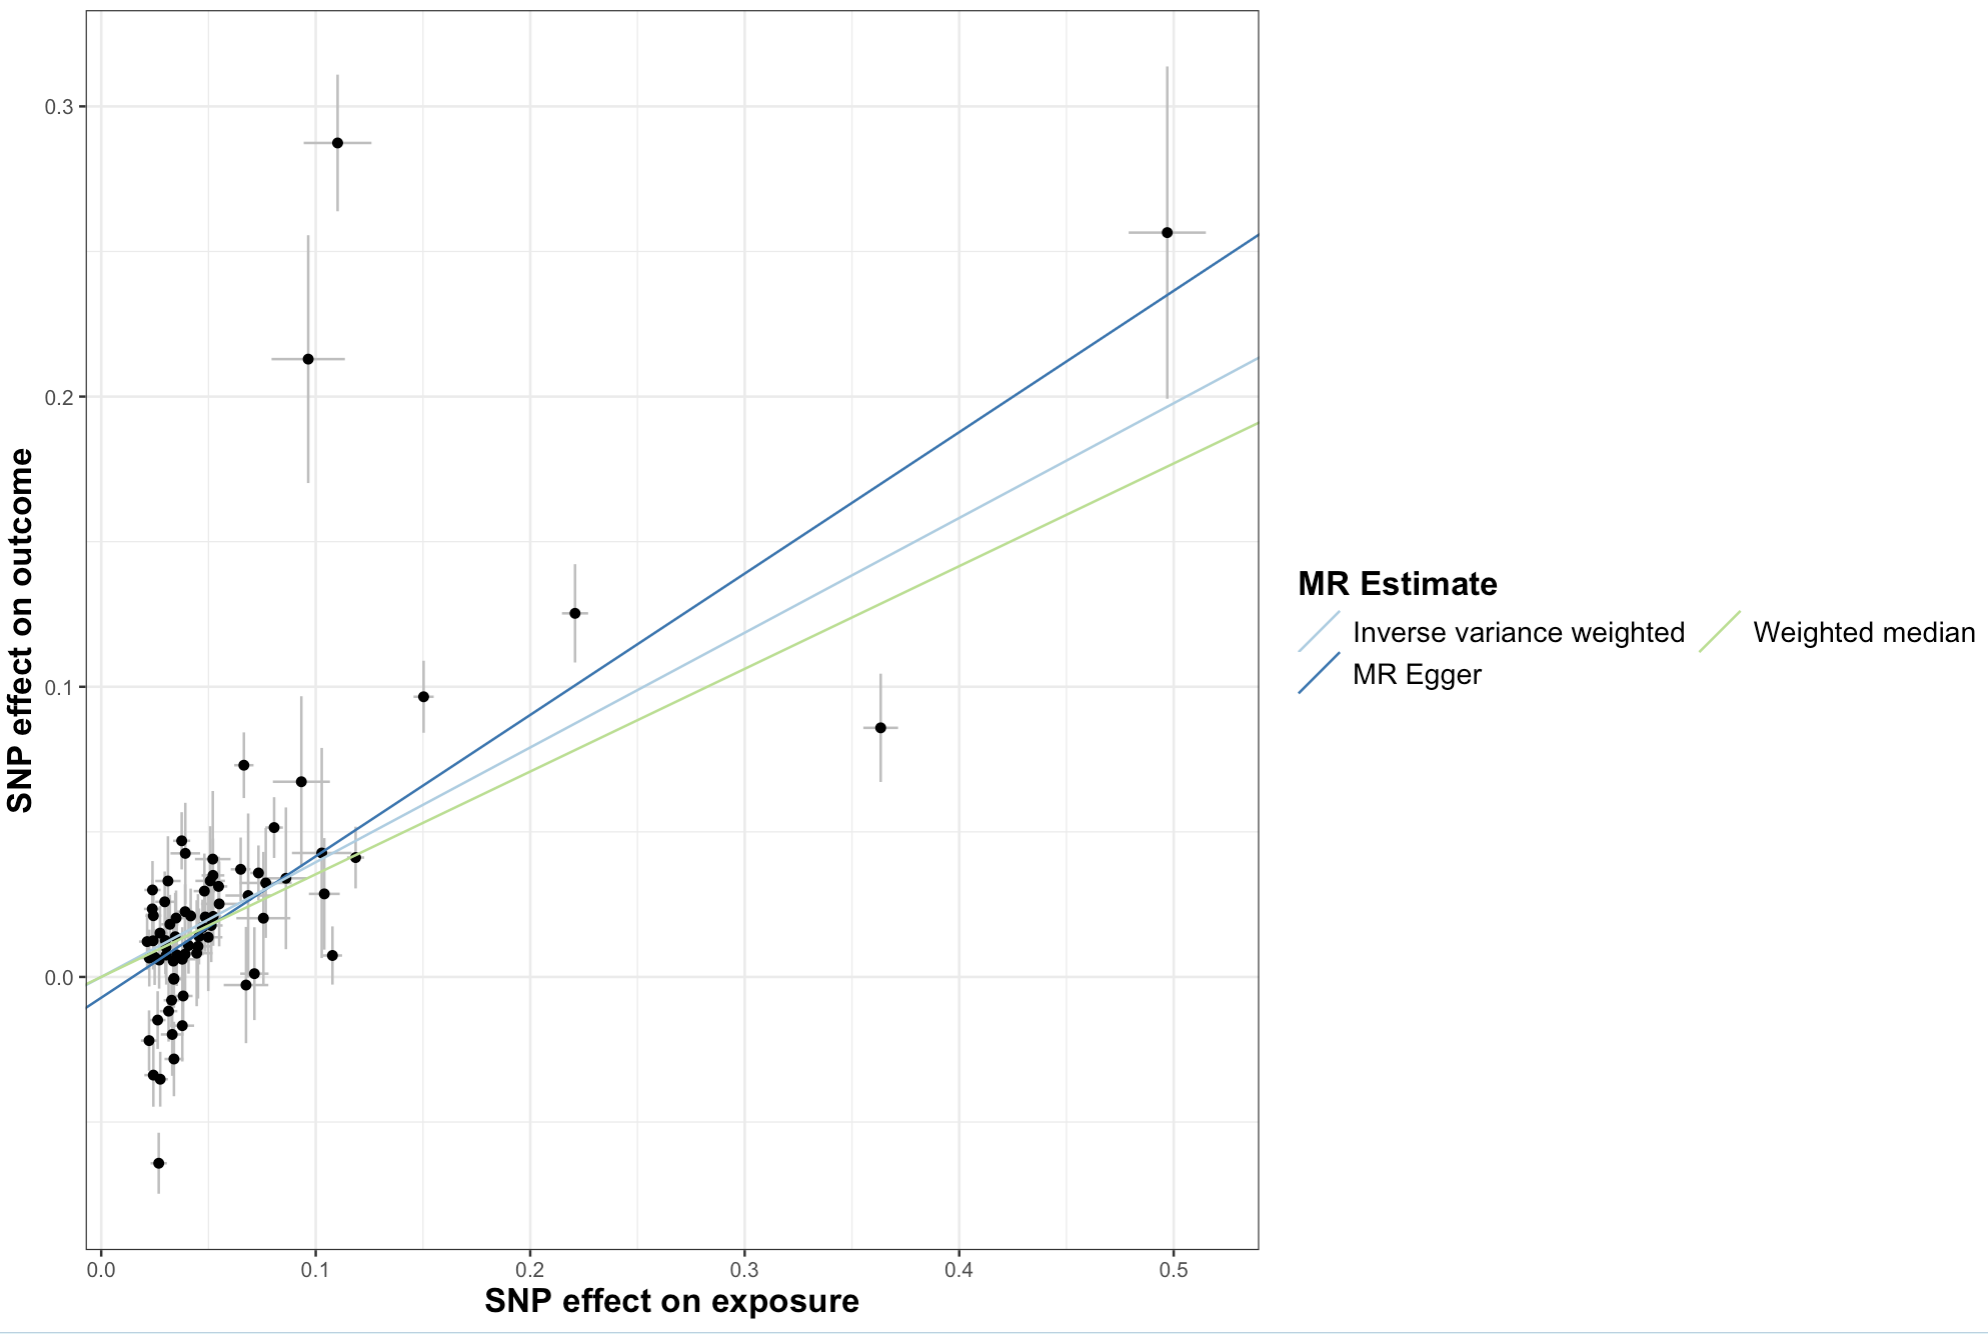 0.3
0.2
0.1
0.0
SNP effect on outcome
0.0 0.1 0.2 0.3 0.4 0.5
SNP effect on exposure
MR Estimate
Inverse variance weighted Weighted median
MR Egger